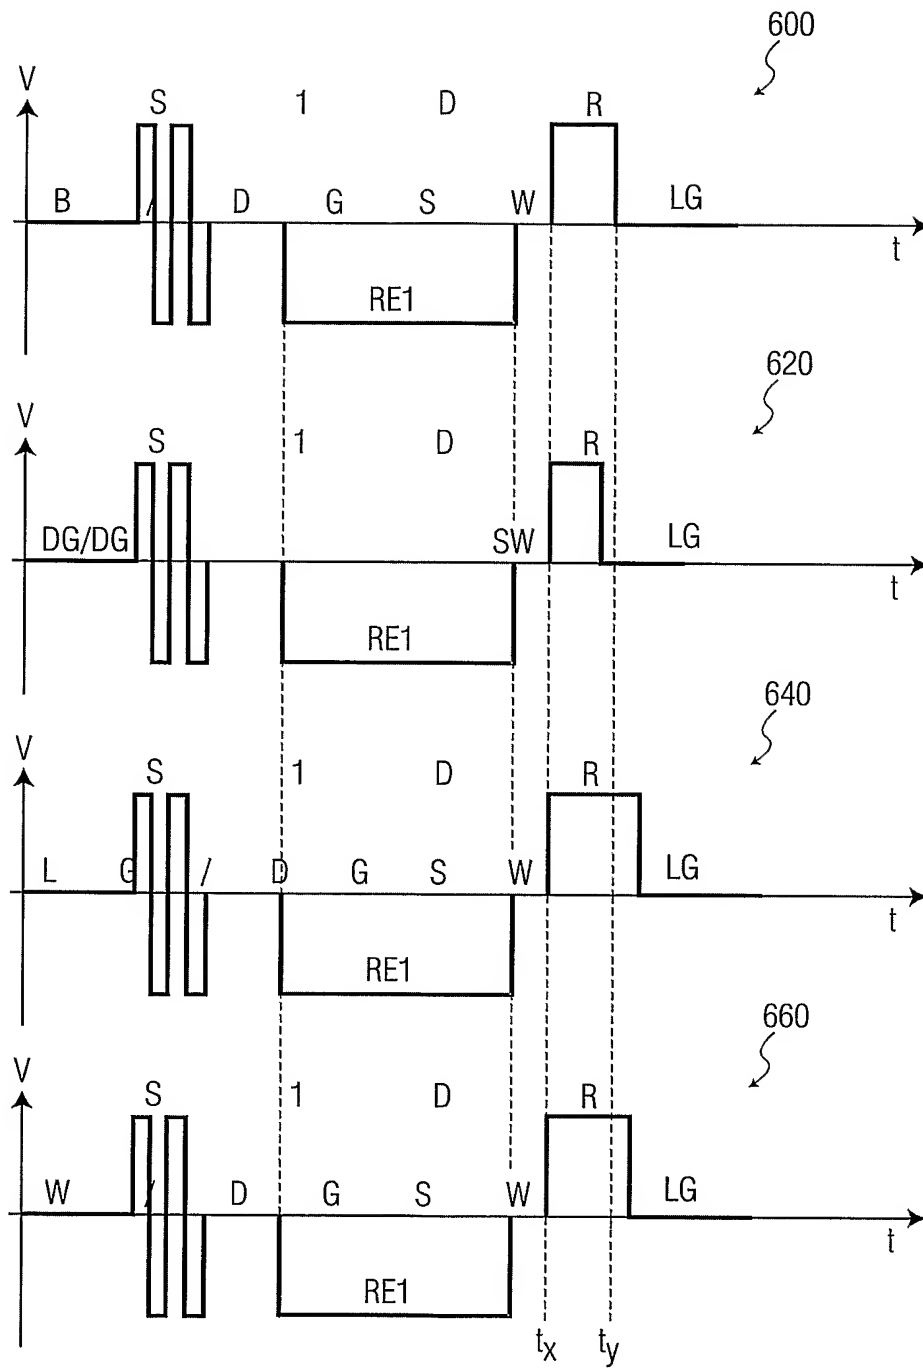 600
V
S 1 D R
B / D G S W LG
t
RE1
620
V
S 1 D R
DG/DG SW LG
t
RE1
640
V
S 1 D R
L G / D G S W LG
t
RE1
660
V
S 1 D R
W / D G S W LG
t
RE1
tx ty